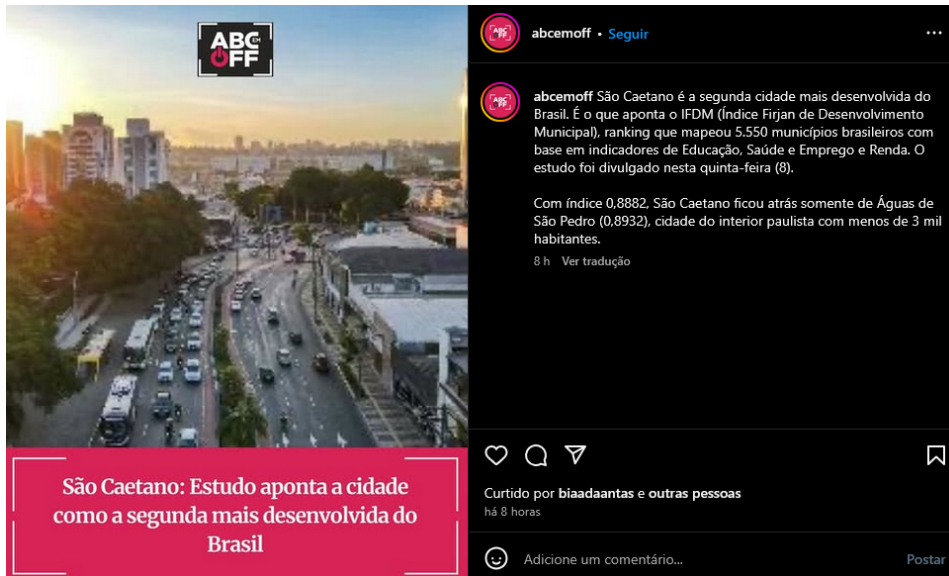 ABC EM
OFF
São Caetano: Estudo aponta a cidade
como a segunda mais desenvolvida do
Brasil
abcemoff • Seguir
abcemoff São Caetano é a segunda cidade mais desenvolvida do
Brasil. É o que aponta o IFDM (Índice Firjan de Desenvolvimento
Municipal), ranking que mapeou 5.550 municípios brasileiros com
base em indicadores de Educação, Saúde e Emprego e Renda. O
estudo foi divulgado nesta quinta-feira (8).
Com índice 0,8882, São Caetano ficou atrás somente de Águas de
São Pedro (0,8932), cidade do interior paulista com menos de 3 mil
habitantes.
8 h Ver tradução
Curtido por biaadaantas e outras pessoas
há 8 horas
Adicione um comentário... Postar